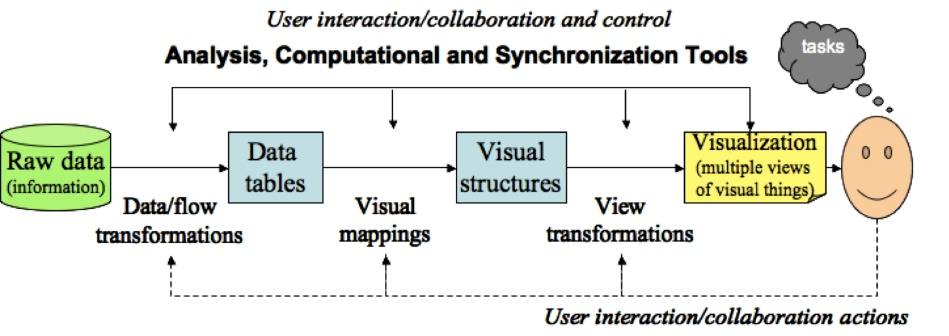 User interaction/collaboration and control
Analysis, Computational and Synchronization Tools
tasks
Raw data
(information)
Data
tables
Visual
structures
Visualization
(multiple views
of visual things)
Data/flow
transformations
Visual
mappings
View
transformations
User interaction/collaboration actions